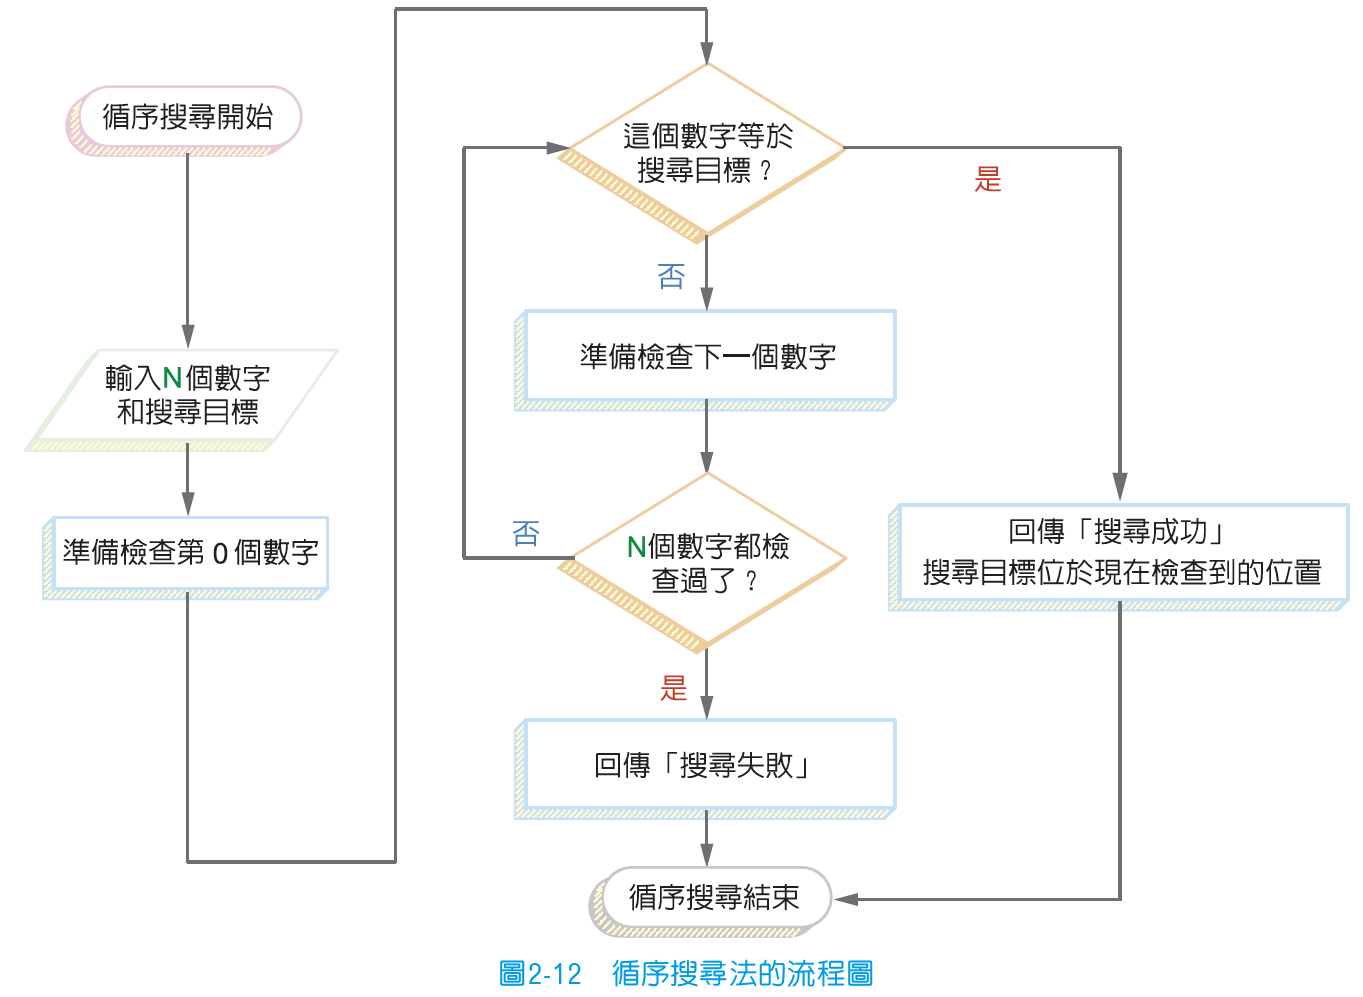 循序搜尋開始
輸入N個數字
和搜尋目標
準備檢查第 0 個數字
這個數字等於
搜尋目標？
是
否
準備檢查下一個數字
否
N個數字都檢
查過了？
是
回傳「搜尋失敗」
回傳「搜尋成功」
搜尋目標位於現在檢查到的位置
循序搜尋結束
圖2-12　循序搜尋法的流程圖